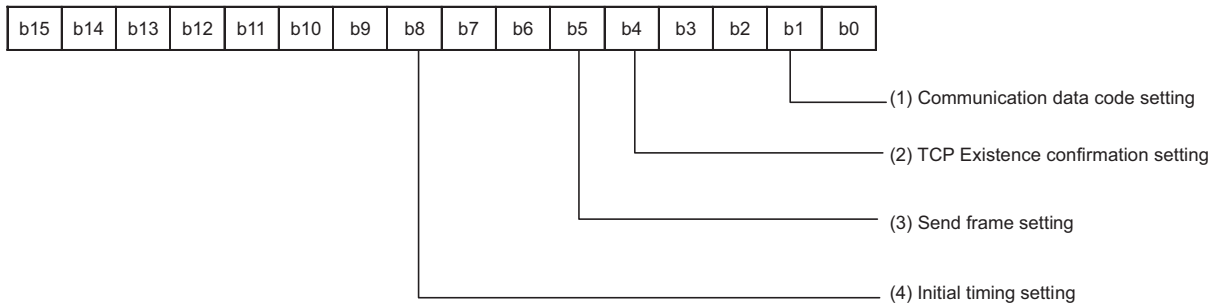 b15 b14 b13 b12 b11 b10 b9 b8 b7 b6 b5 b4 b3 b2 b1 b0
(1) Communication data code setting
(2) TCP Existence confirmation setting
(3) Send frame setting
(4) Initial timing setting